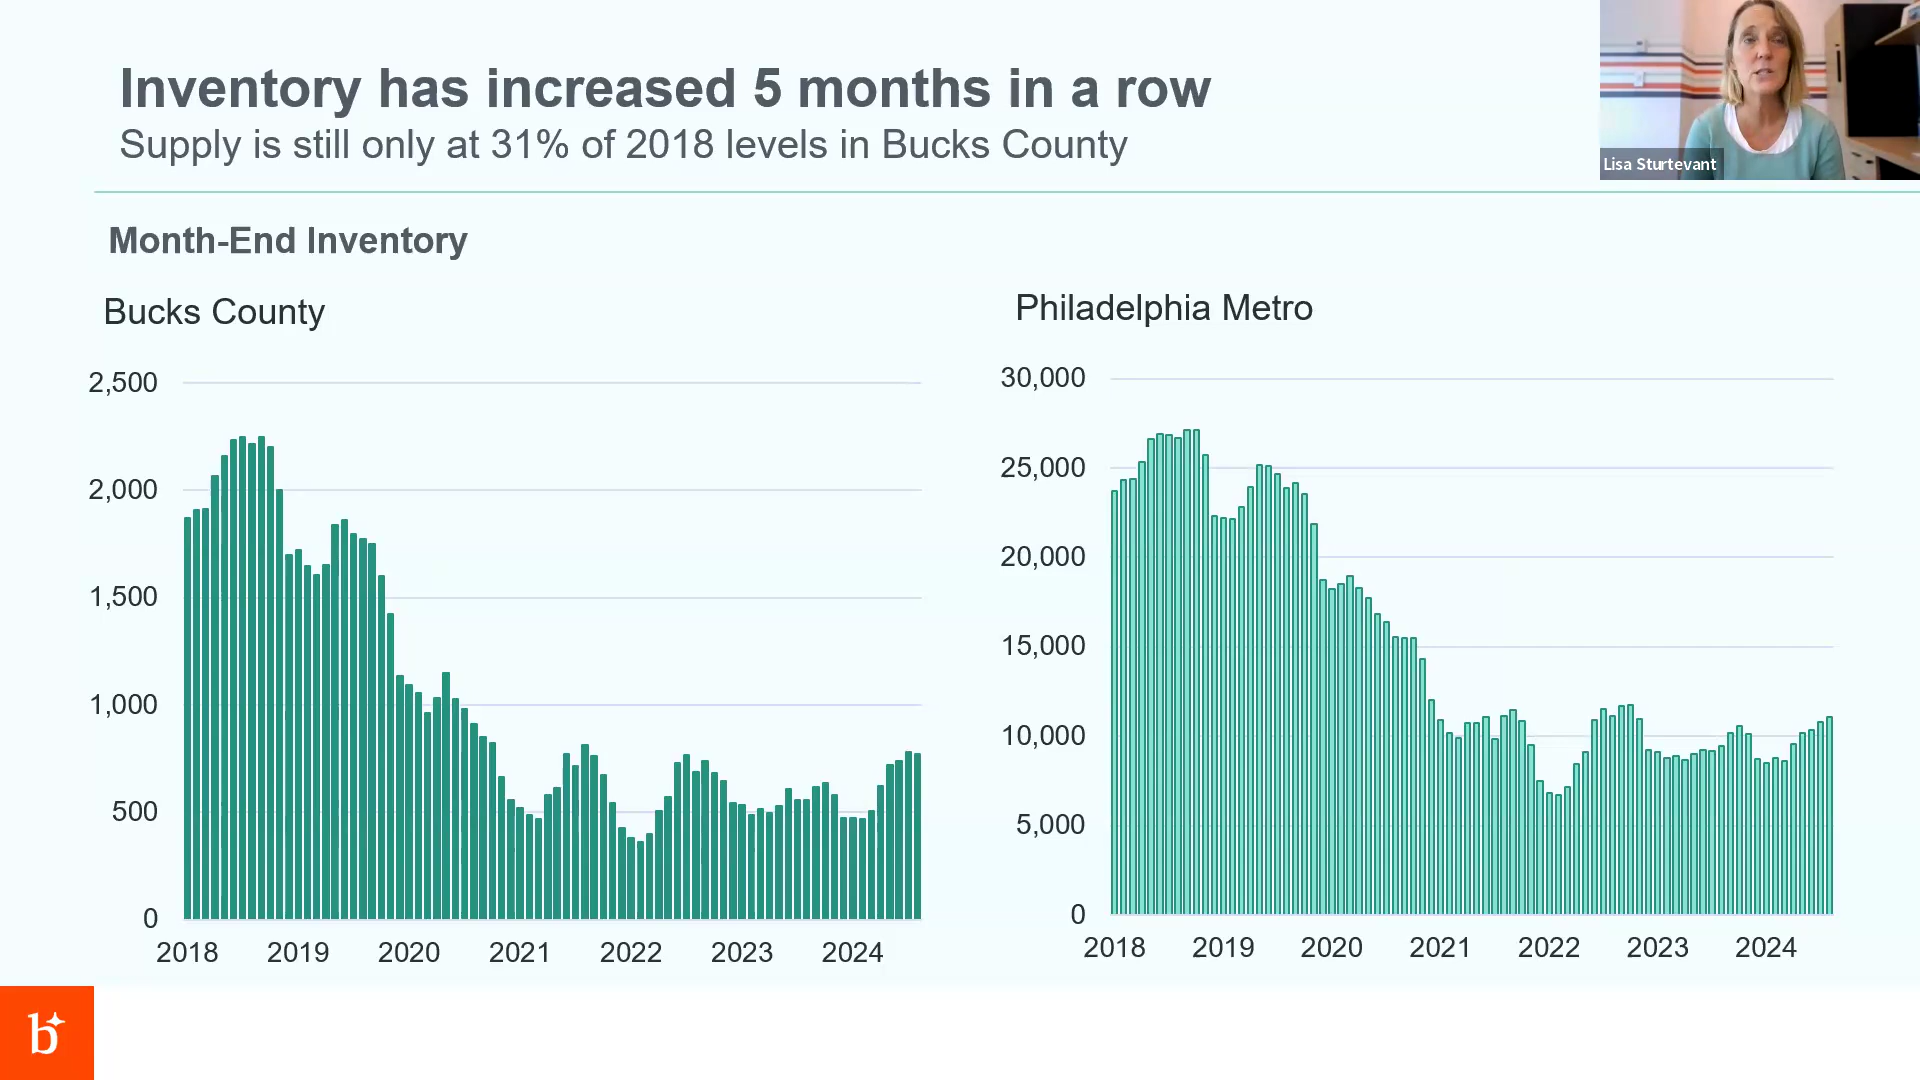 Inventory has increased 5 months in a row
Supply is still only at 31% of 2018 levels in Bucks County
Lisa Sturtevant
Month-End Inventory
Bucks County
2,500
2,000
1,500
1,000
500
0
2018 2019 2020 2021 2022 2023 2024
Philadelphia Metro
30,000
25,000
20,000
15,000
10,000
5,000
0
2018 2019 2020 2021 2022 2023 2024
b